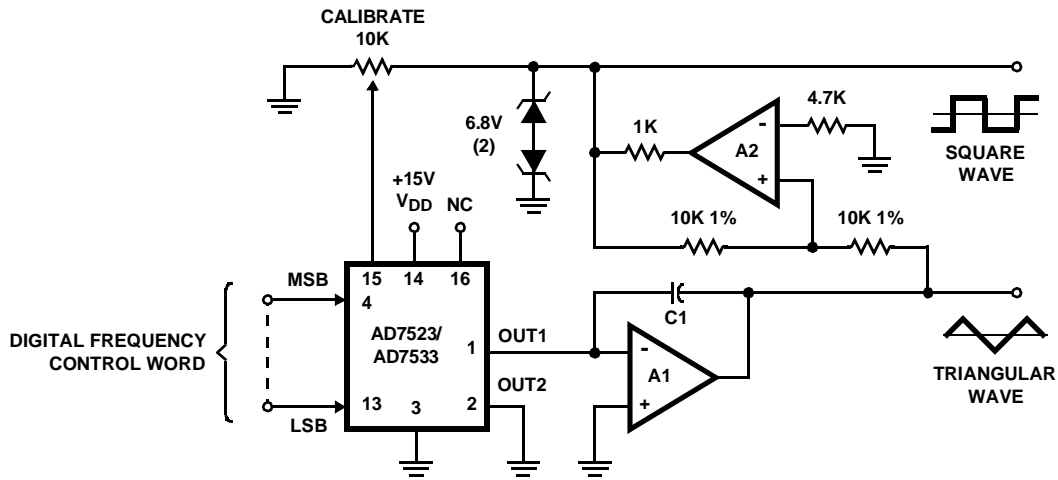 CALIBRATE
10K
6.8V
(2)
1K
-
A2
+
4.7K
SQUARE
WAVE
+15V
VDD
NC
10K 1%
10K 1%
DIGITAL FREQUENCY
CONTROL WORD
MSB
LSB
15
14
16
4
AD7523/
AD7533
1
13
3
2
OUT1
OUT2
C1
-
A1
+
TRIANGULAR
WAVE